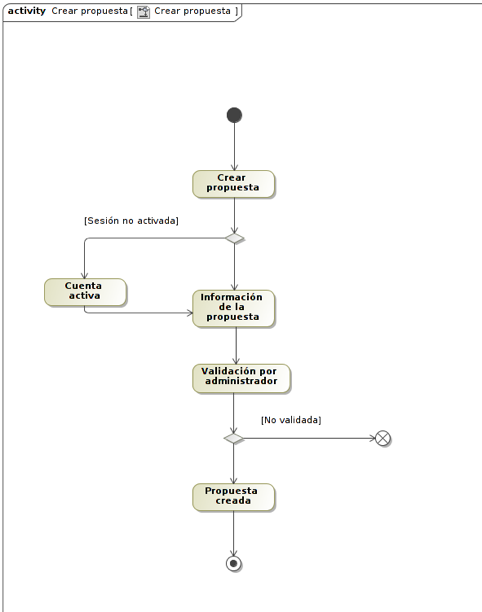 activity Crear propuesta[ Crear propuesta ]
Crear
propuesta
[Sesión no activada]
Cuenta
activa
Información
de la
propuesta
Validación por
administrador
[No validada]
Propuesta
creada